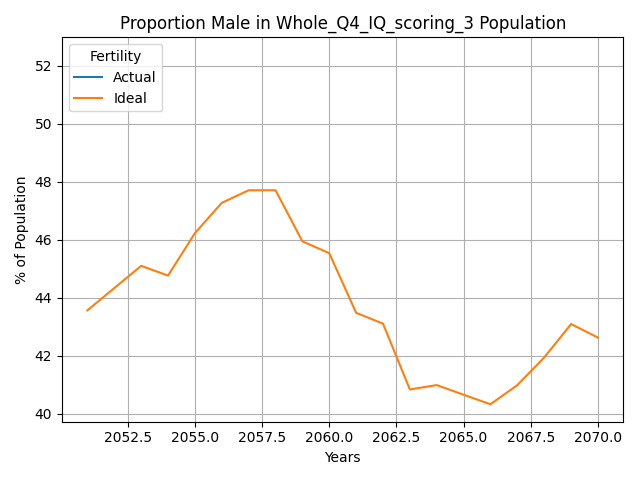 Proportion Male in Whole_Q4_IQ_scoring_3 Population
Fertility
Actual
Ideal
% of Population
52
50
48
46
44
42
40
2052.5 2055.0 2057.5 2060.0 2062.5 2065.0 2067.5 2070.0
Years